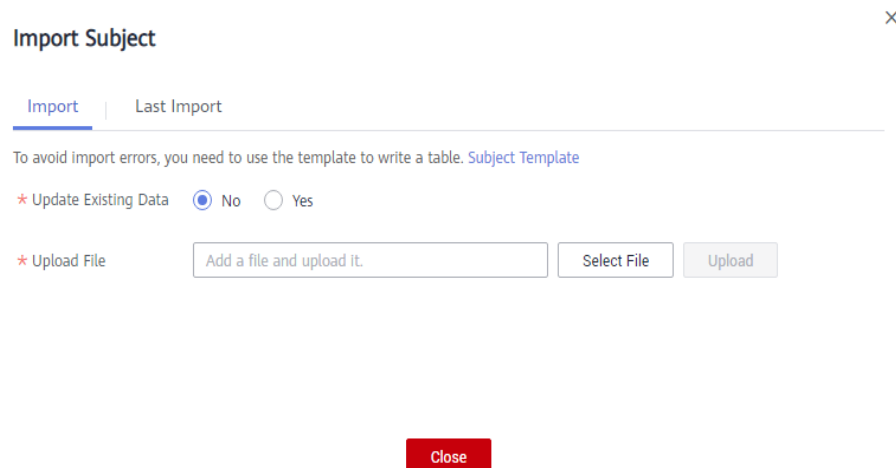 Import Subject
Import Last Import
To avoid import errors, you need to use the template to write a table. Subject Template
* Update Existing Data No Yes
* Upload File Add a file and upload it. Select File Upload
Close